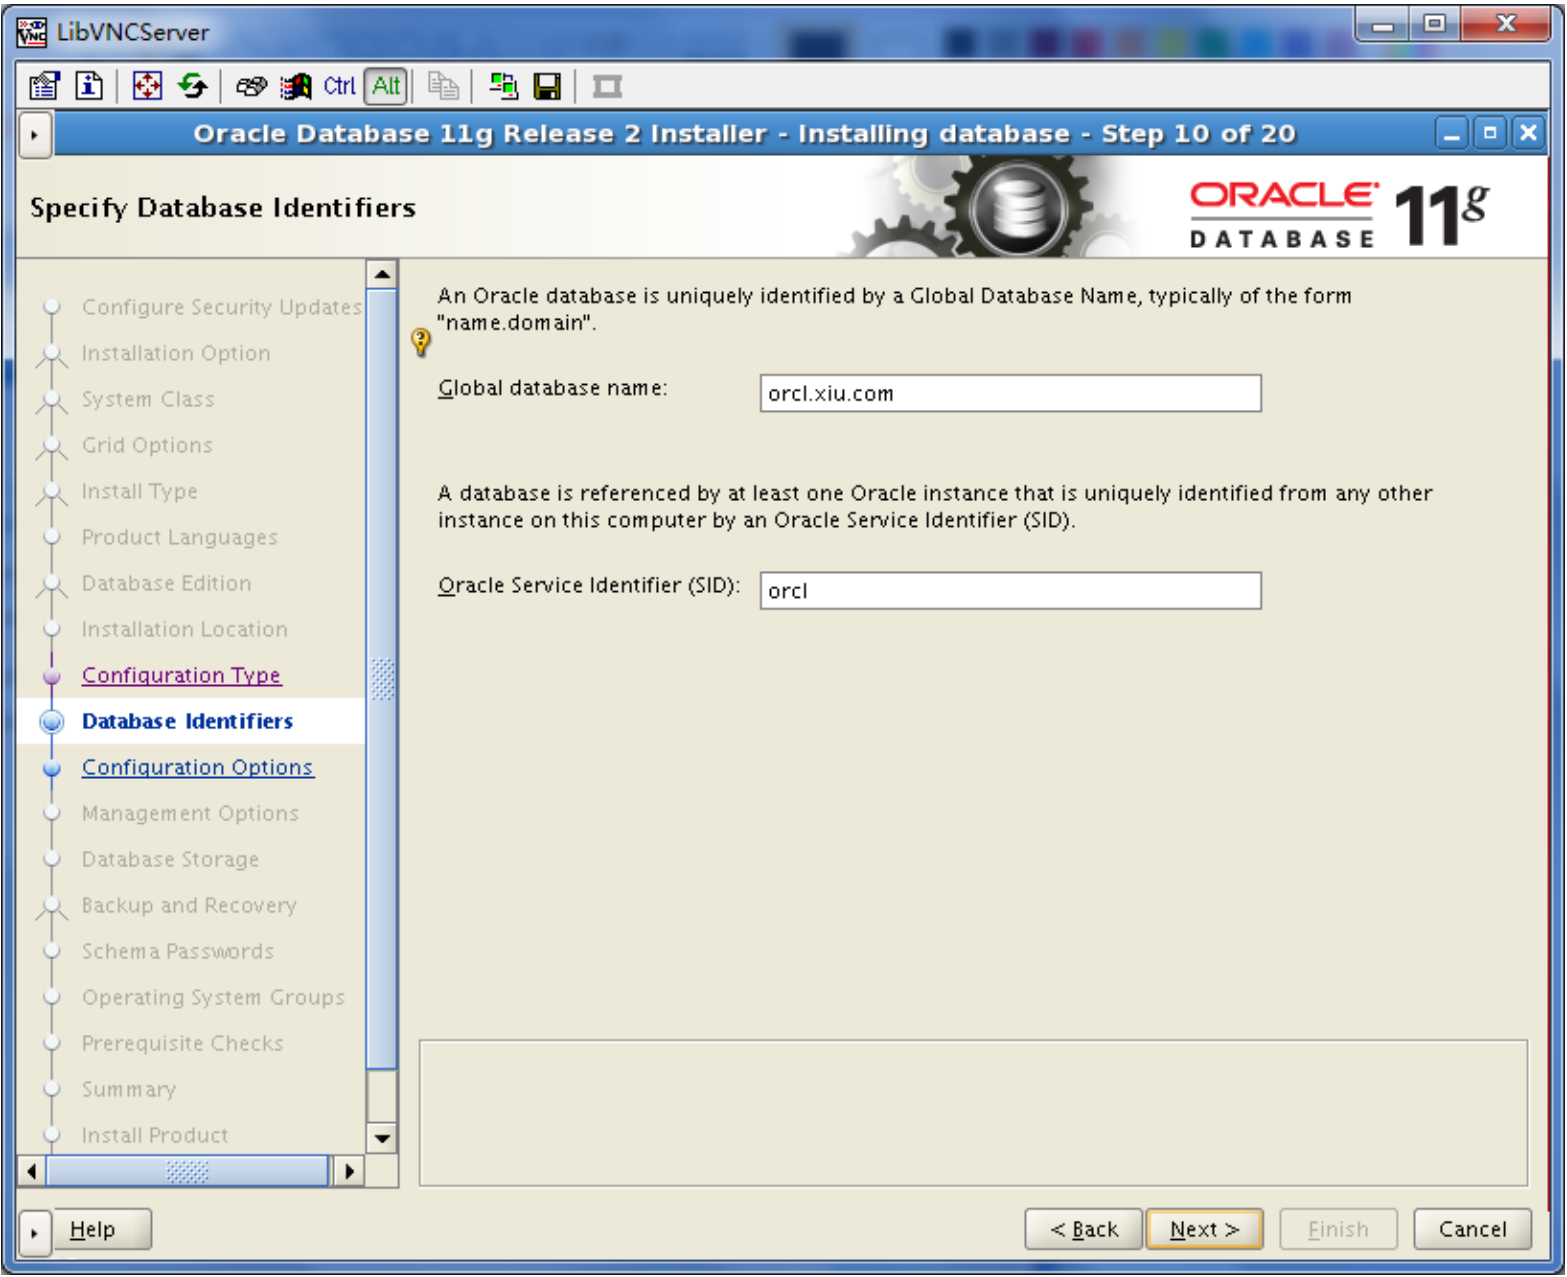 LibVNCServer
Ctrl Alt
Oracle Database 11g Release 2 Installer - Installing database - Step 10 of 20
Specify Database Identifiers
ORACLE 11g
DATABASE
Configure Security Updates
Installation Option
System Class
Grid Options
Install Type
Product Languages
Database Edition
Installation Location
Configuration Type
Database Identifiers
Configuration Options
Management Options
Database Storage
Backup and Recovery
Schema Passwords
Operating System Groups
Prerequisite Checks
Summary
Install Product
An Oracle database is uniquely identified by a Global Database Name, typically of the form
"name.domain".
Global database name: orcl.xiu.com
A database is referenced by at least one Oracle instance that is uniquely identified from any other
instance on this computer by an Oracle Service Identifier (SID).
Oracle Service Identifier (SID): orcl
Help
< Back Next > Finish Cancel